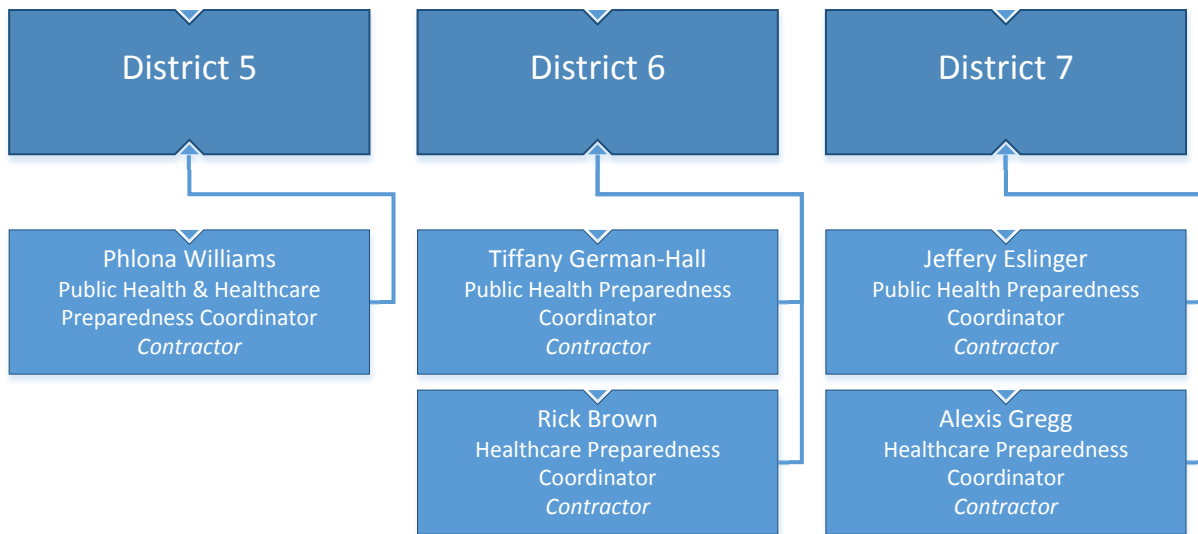 District 5
District 6
District 7
Phlona Williams
Public Health & Healthcare
Preparedness Coordinator
Contractor
Tiffany German-Hall
Public Health Preparedness
Coordinator
Contractor
Jeffery Eslinger
Public Health Preparedness
Coordinator
Contractor
Rick Brown
Healthcare Preparedness
Coordinator
Contractor
Alexis Gregg
Healthcare Preparedness
Coordinator
Contractor